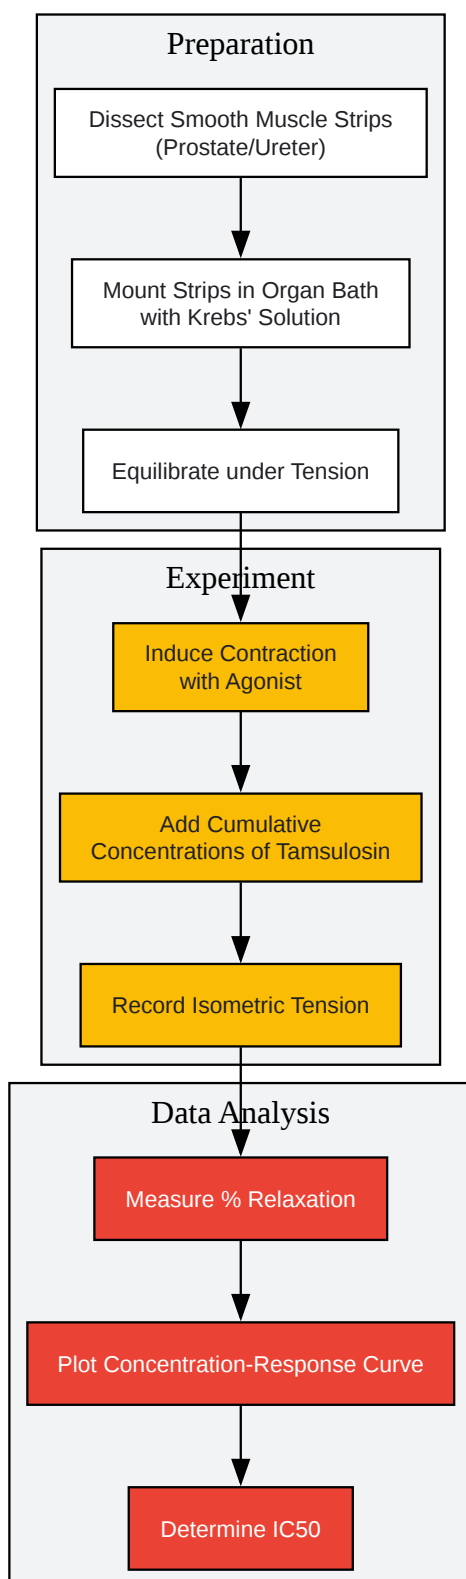 Preparation
Dissect Smooth Muscle Strips
(Prostate/Ureter)
Mount Strips in Organ Bath
with Krebs' Solution
Equilibrate under Tension
Experiment
Induce Contraction
with Agonist
Add Cumulative
Concentrations of Tamsulosin
Record Isometric Tension
Data Analysis
Measure % Relaxation
Plot Concentration-Response Curve
Determine IC50